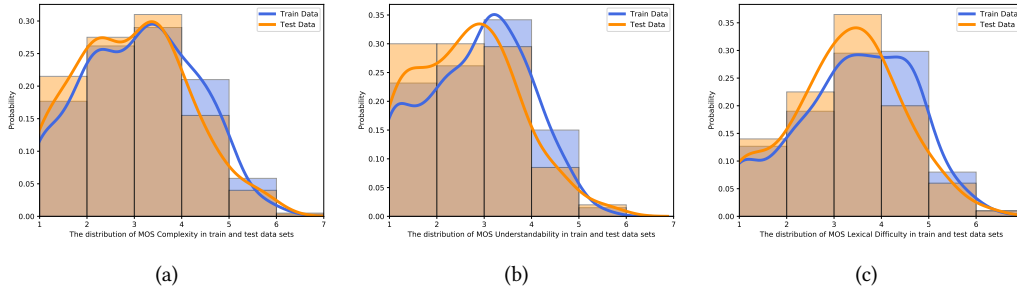 Train Data
Test Data
Probability
0.30
0.25
0.20
0.15
0.10
0.05
0.00
1 2 3 4 5 6 7
The distribution of MOS Complexity in train and test data sets
(a)
Train Data
Test Data
Probability
0.35
0.30
0.25
0.20
0.15
0.10
0.05
0.00
1 2 3 4 5 6 7
The distribution of MOS Understandability in train and test data sets
(b)
Train Data
Test Data
Probability
0.35
0.30
0.25
0.20
0.15
0.10
0.05
0.00
1 2 3 4 5 6
The distribution of MOS Lexical Difficulty in train and test data sets
(c)